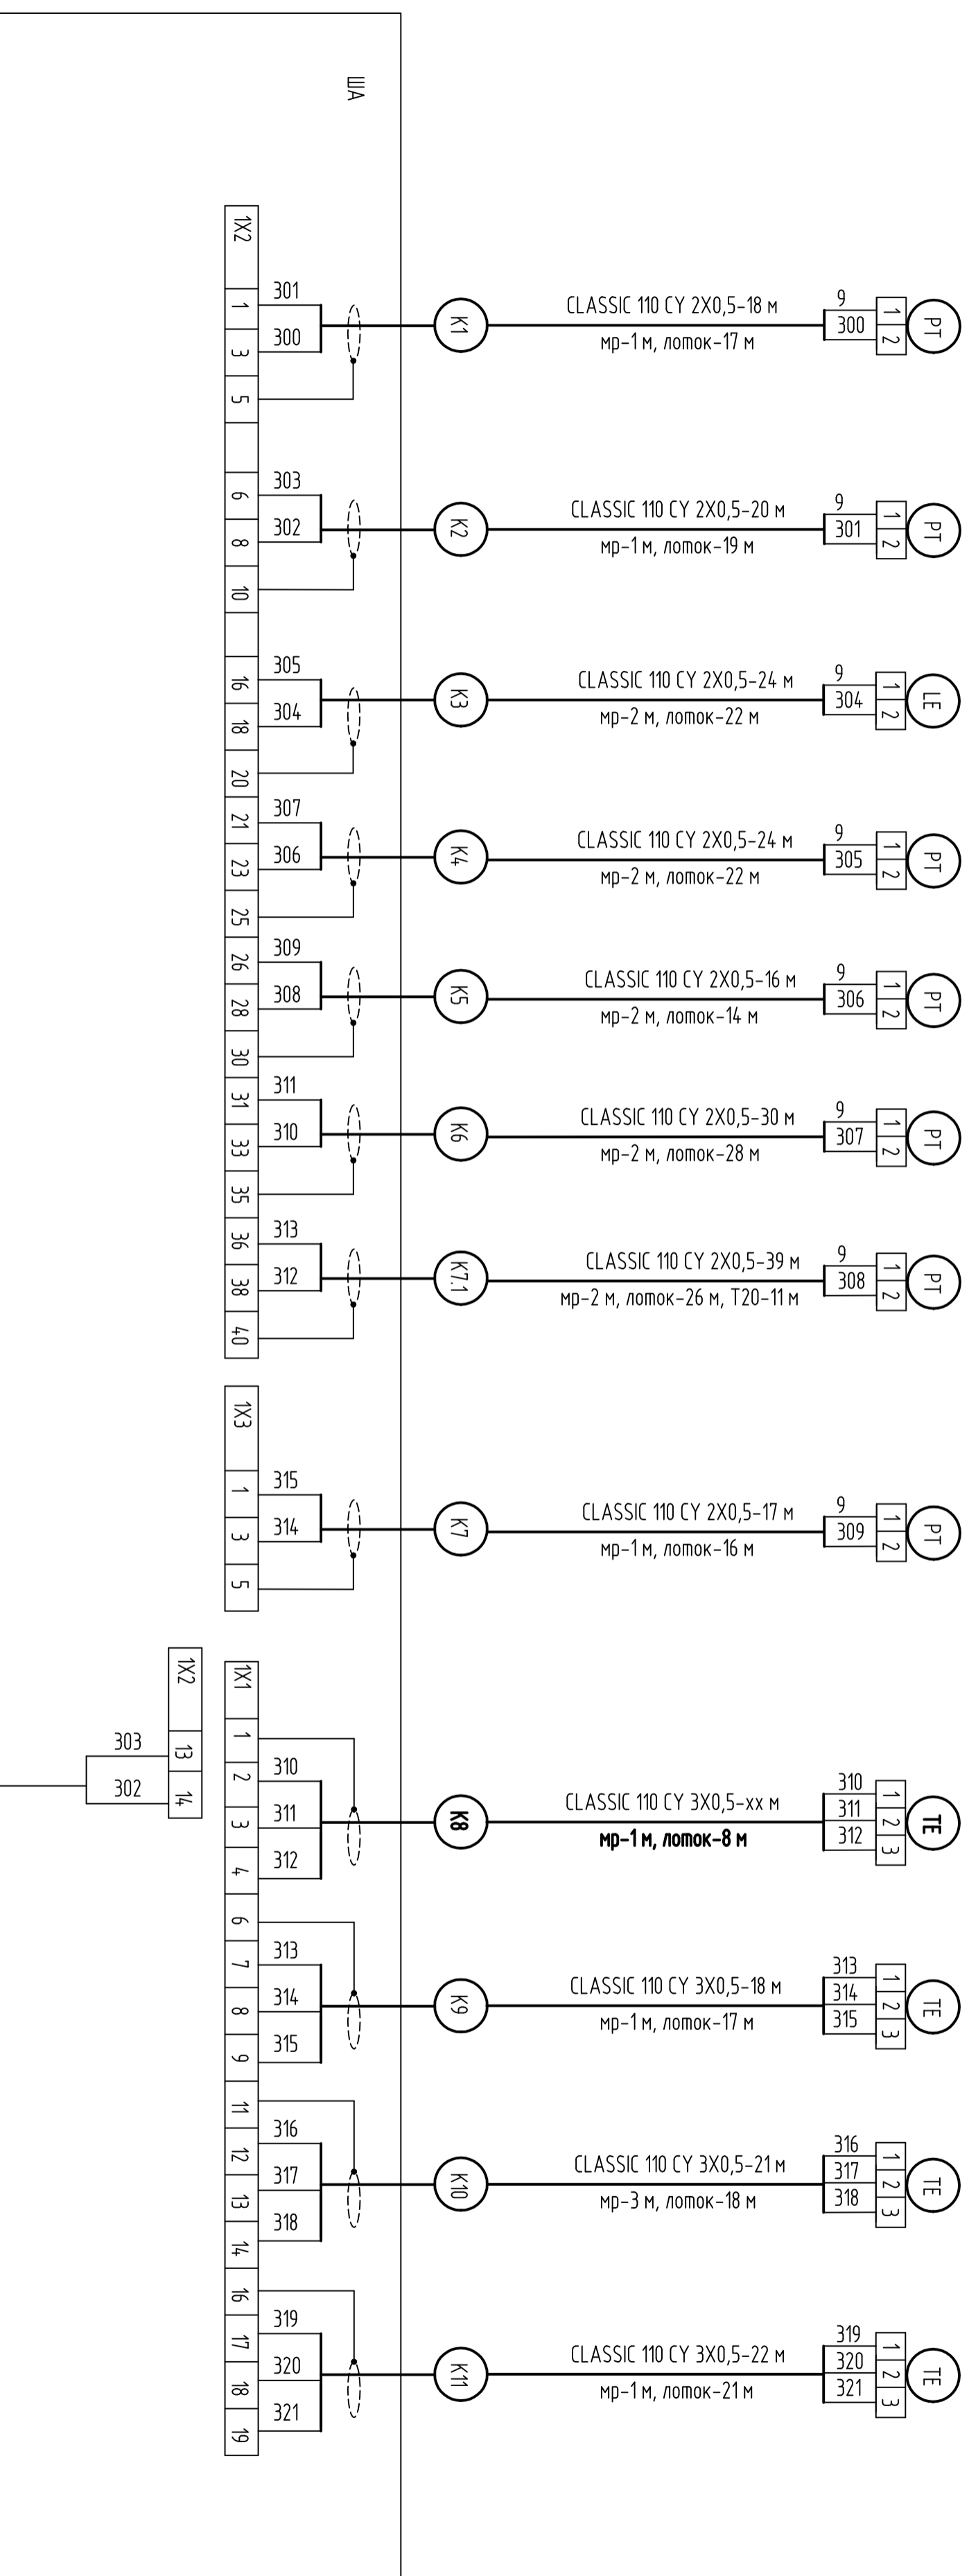 ША
1X2
1
3
5
6
8
10
16
18
20
21
23
25
26
28
30
31
33
35
36
38
40
301
300
K1
CLASSIC 110 CY 2X0,5-18 м
мр-1 м, лоток-17 м
9
300
1
2
PT
303
302
K2
CLASSIC 110 CY 2X0,5-20 м
мр-1 м, лоток-19 м
9
301
1
2
PT
305
304
K3
CLASSIC 110 CY 2X0,5-24 м
мр-2 м, лоток-22 м
9
304
1
2
LE
307
306
K4
CLASSIC 110 CY 2X0,5-24 м
мр-2 м, лоток-22 м
9
305
1
2
PT
309
308
K5
CLASSIC 110 CY 2X0,5-16 м
мр-2 м, лоток-14 м
9
306
1
2
PT
311
310
K6
CLASSIC 110 CY 2X0,5-30 м
мр-2 м, лоток-28 м
9
307
1
2
PT
313
312
K7.1
CLASSIC 110 CY 2X0,5-39 м
мр-2 м, лоток-26 м, Т20-11 м
9
308
1
2
PT
1X3
1
3
5
315
314
K7
CLASSIC 110 CY 2X0,5-17 м
мр-1 м, лоток-16 м
9
309
1
2
PT
1X2
13
14
303
302
1X1
1
2
3
4
6
7
8
9
11
12
13
14
16
17
18
19
310
311
312
K8
CLASSIC 110 CY 3X0,5-xx м
мр-1 м, лоток-8 м
310
311
312
1
2
3
TE
313
314
315
K9
CLASSIC 110 CY 3X0,5-18 м
мр-1 м, лоток-17 м
313
314
315
1
2
3
TE
316
317
318
K10
CLASSIC 110 CY 3X0,5-21 м
мр-3 м, лоток-18 м
316
317
318
1
2
3
TE
319
320
321
K11
CLASSIC 110 CY 3X0,5-22 м
мр-1 м, лоток-21 м
319
320
321
1
2
3
TE